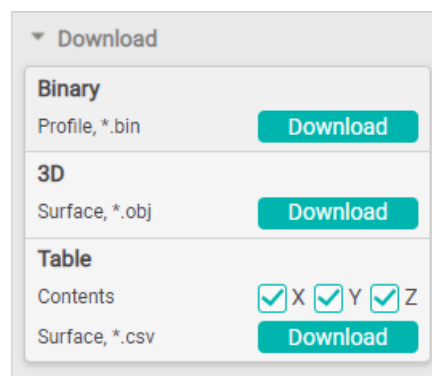 Download
Binary
Profile, *.bin Download
3D
Surface, *.obj Download
Table
Contents X Y Z
Surface, *.csv Download